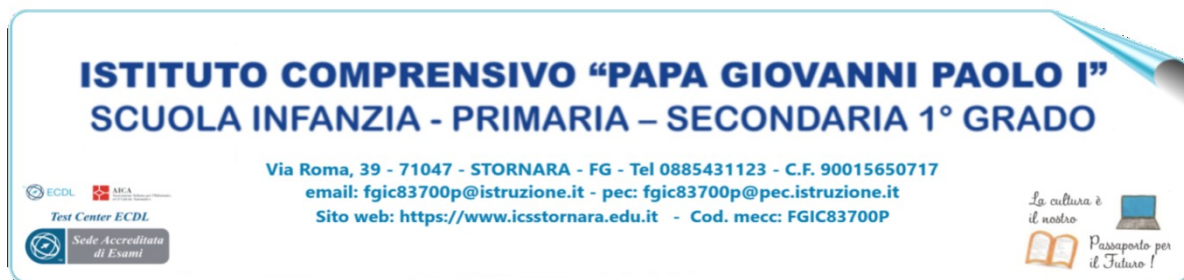 ISTITUTO COMPRENSIVO “PAPA GIOVANNI PAOLO I”
SCUOLA INFANZIA - PRIMARIA – SECONDARIA 1° GRADO
Via Roma, 39 - 71047 - STORNARA - FG - Tel 0885431123 - C.F. 90015650717
email: fgic83700p@istruzione.it - pec: fgic83700p@pec.istruzione.it
Sito web: https://www.icsstornara.edu.it - Cod. mecc: FGIC83700P
ECDL
AICA
Test Center ECDL
Sede Accreditata
di Esami
La cultura è
il nostro
Passaporto per
il Futuro !